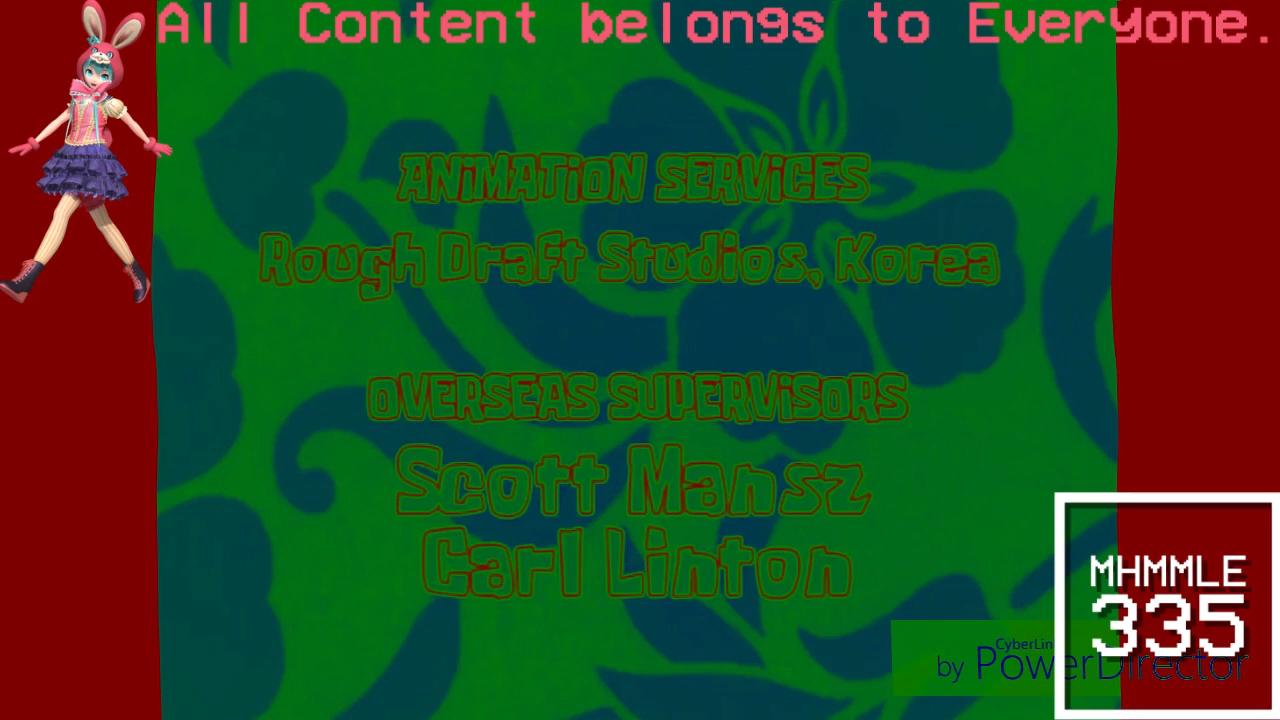 All Content belongs to Everyone.
ANiMATiON SERViCES
Rough Draft Studios, Korea
OVERSEAS SUPERViSORS
Scott Mansz
Carl Linton
MHMMLE
335
CyberLin
by PowerDirector